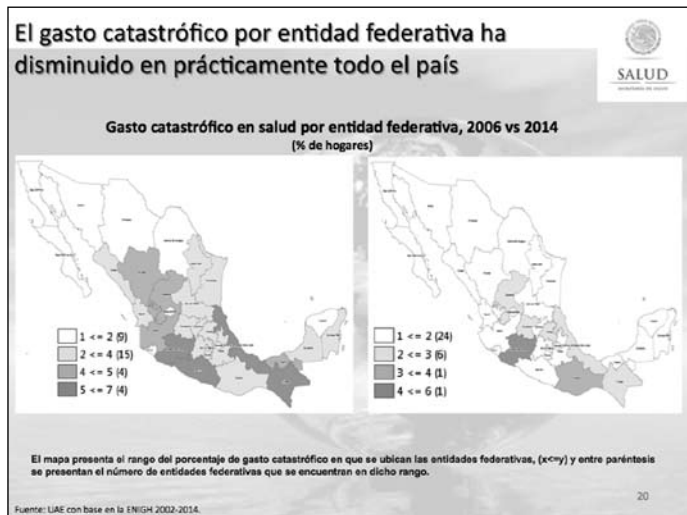 El gasto catastrófico por entidad federativa ha
disminuido en prácticamente todo el país
SALUD
SECRETARÍA DE SALUD
Gasto catastrófico en salud por entidad federativa, 2006 vs 2014
(% de hogares)
1 <= 2 (9)
2 <= 4 (15)
4 <= 5 (4)
5 <= 7 (4)
1 <= 2 (24)
2 <= 3 (6)
3 <= 4 (1)
4 <= 6 (1)
El mapa presenta el rango del porcentaje de gasto catastrófico en que se ubican las entidades federativas, (x<=y) y entre paréntesis
se presentan el número de entidades federativas que se encuentran en dicho rango.
20
Fuente: UAE con base en la ENIGH 2002-2014.